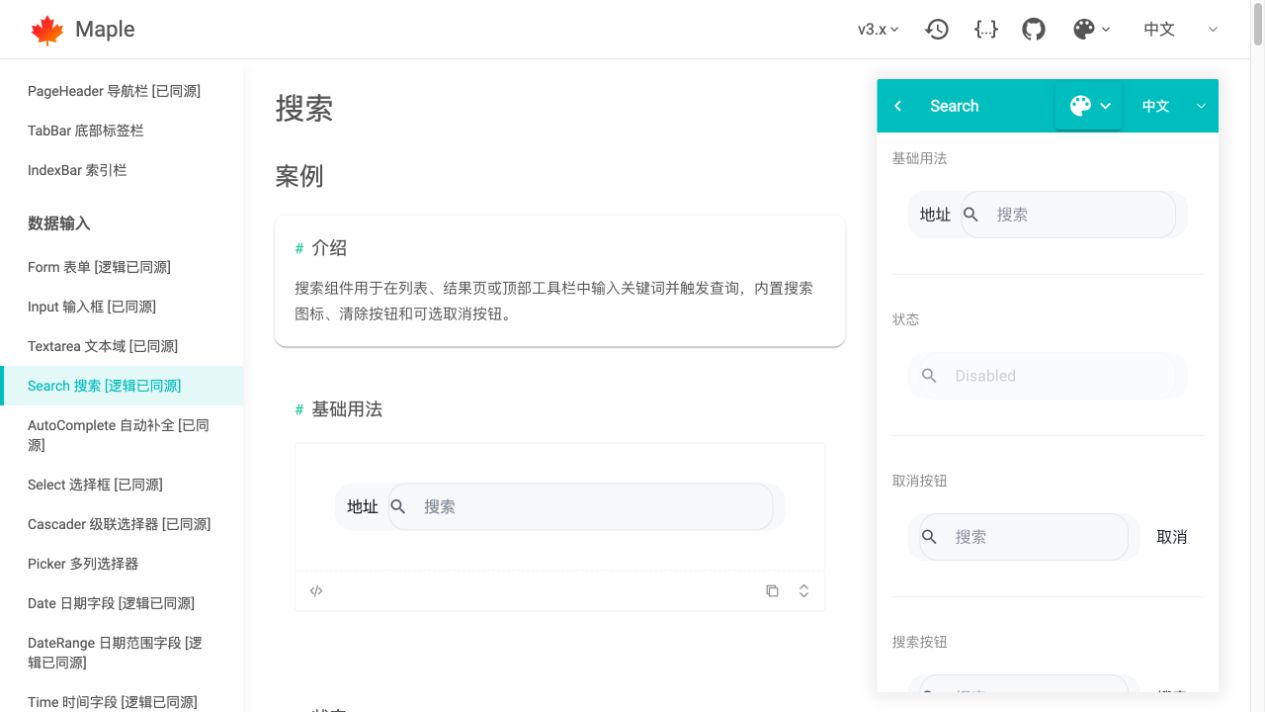 Maple
v3.x
{...}
中文
PageHeader 导航栏 [已同源]
TabBar 底部标签栏
IndexBar 索引栏
数据输入
Form 表单 [逻辑已同源]
Input 输入框 [已同源]
Textarea 文本域 [已同源]
Search 搜索 [逻辑已同源]
AutoComplete 自动补全 [已同
源]
Select 选择框 [已同源]
Cascader 级联选择器 [已同源]
Picker 多列选择器
Date 日期字段 [逻辑已同源]
DateRange 日期范围字段 [逻
辑已同源]
Time 时间字段 [逻辑已同源]
搜索
案例
# 介绍
搜索组件用于在列表、结果页或顶部工具栏中输入关键词并触发查询，内置搜索
图标、清除按钮和可选取消按钮。
# 基础用法
地址 搜索
Search
中文
基础用法
地址 搜索
状态
Disabled
取消按钮
搜索 取消
搜索按钮